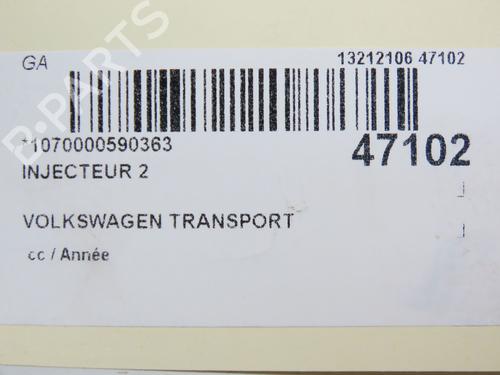 GA
13212106 47102
B-PARTS
*1070000590363
47102
INJECTEUR 2
VOLKSWAGEN TRANSPORT
cc / Année